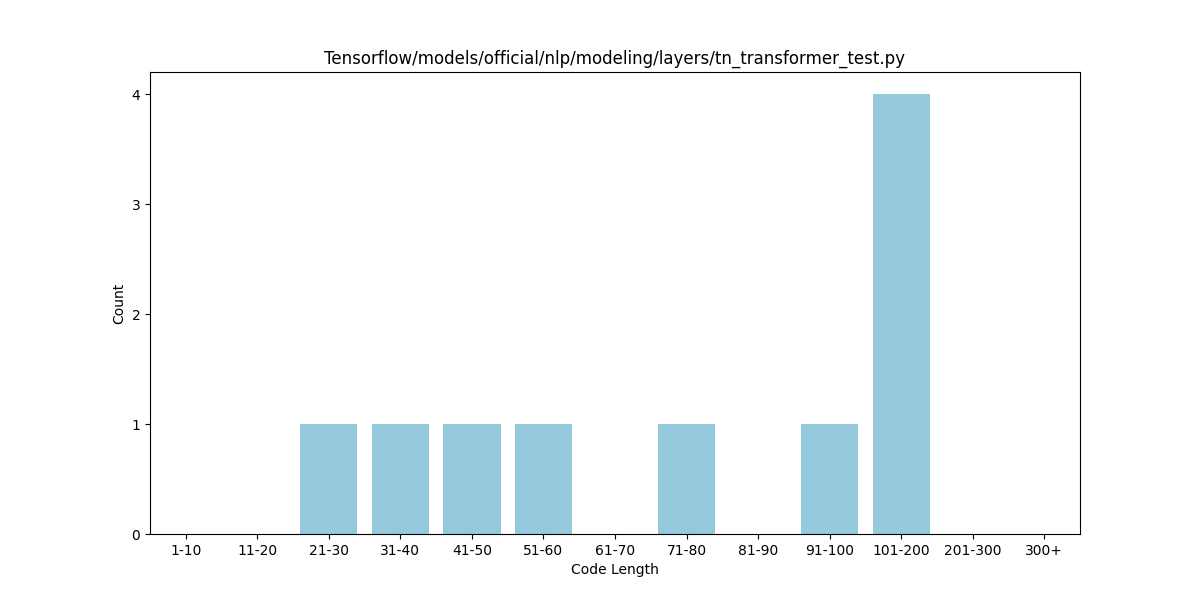 Tensorflow/models/official/nlp/modeling/layers/tn_transformer_test.py
4
3
2
1
0
Count
1-10 11-20 21-30 31-40 41-50 51-60 61-70 71-80 81-90 91-100 101-200 201-300 300+
Code Length